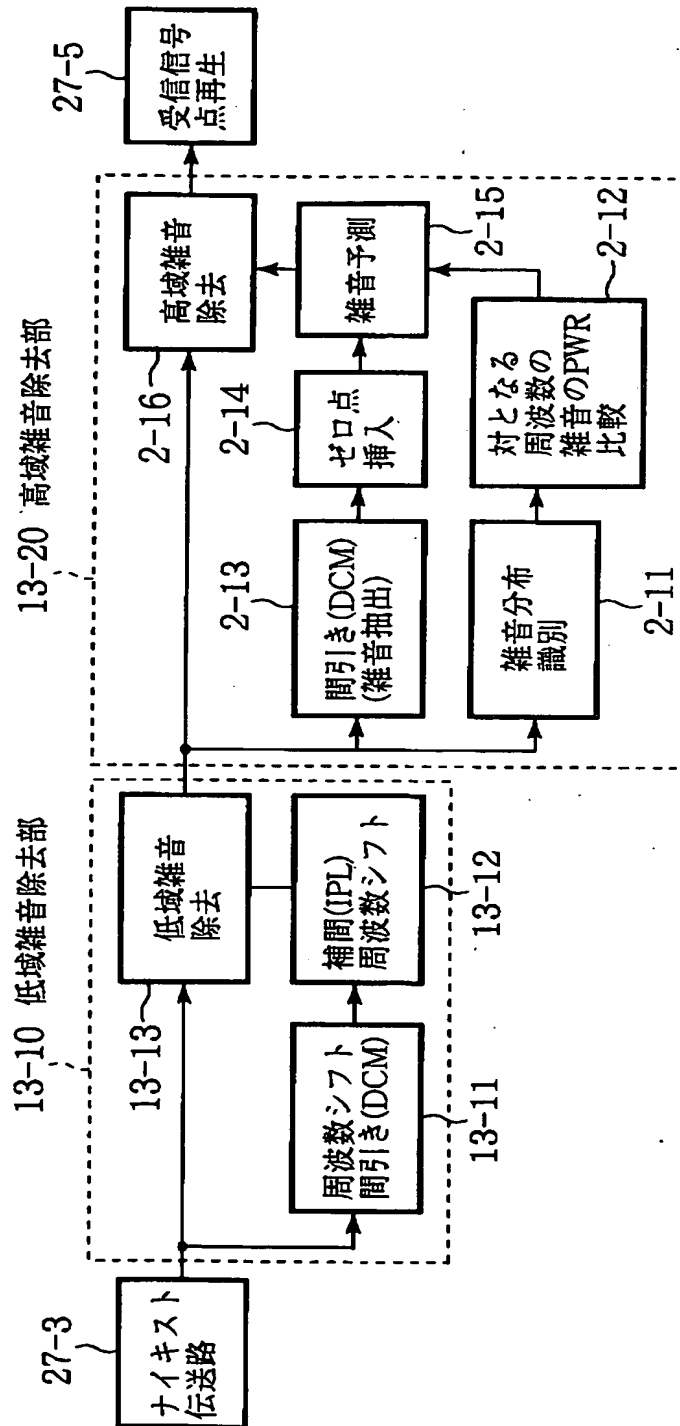 27-3
ナイキスト
伝送路
13-10 低域雑音除去部
13-13
低域雑音
除去
周波数シフト
間引き(DCM)
13-11
補間(IPL)
周波数シフト
13-12
13-20 高域雑音除去部
2-16
高域雑音
除去
2-13
間引き(DCM)
(雑音抽出)
2-14
ゼロ点
挿入
雑音予測
2-15
雑音分布
識別
2-11
対となる
周波数の
雑音のPWR
比較
2-12
27-5
受信信号
点再生